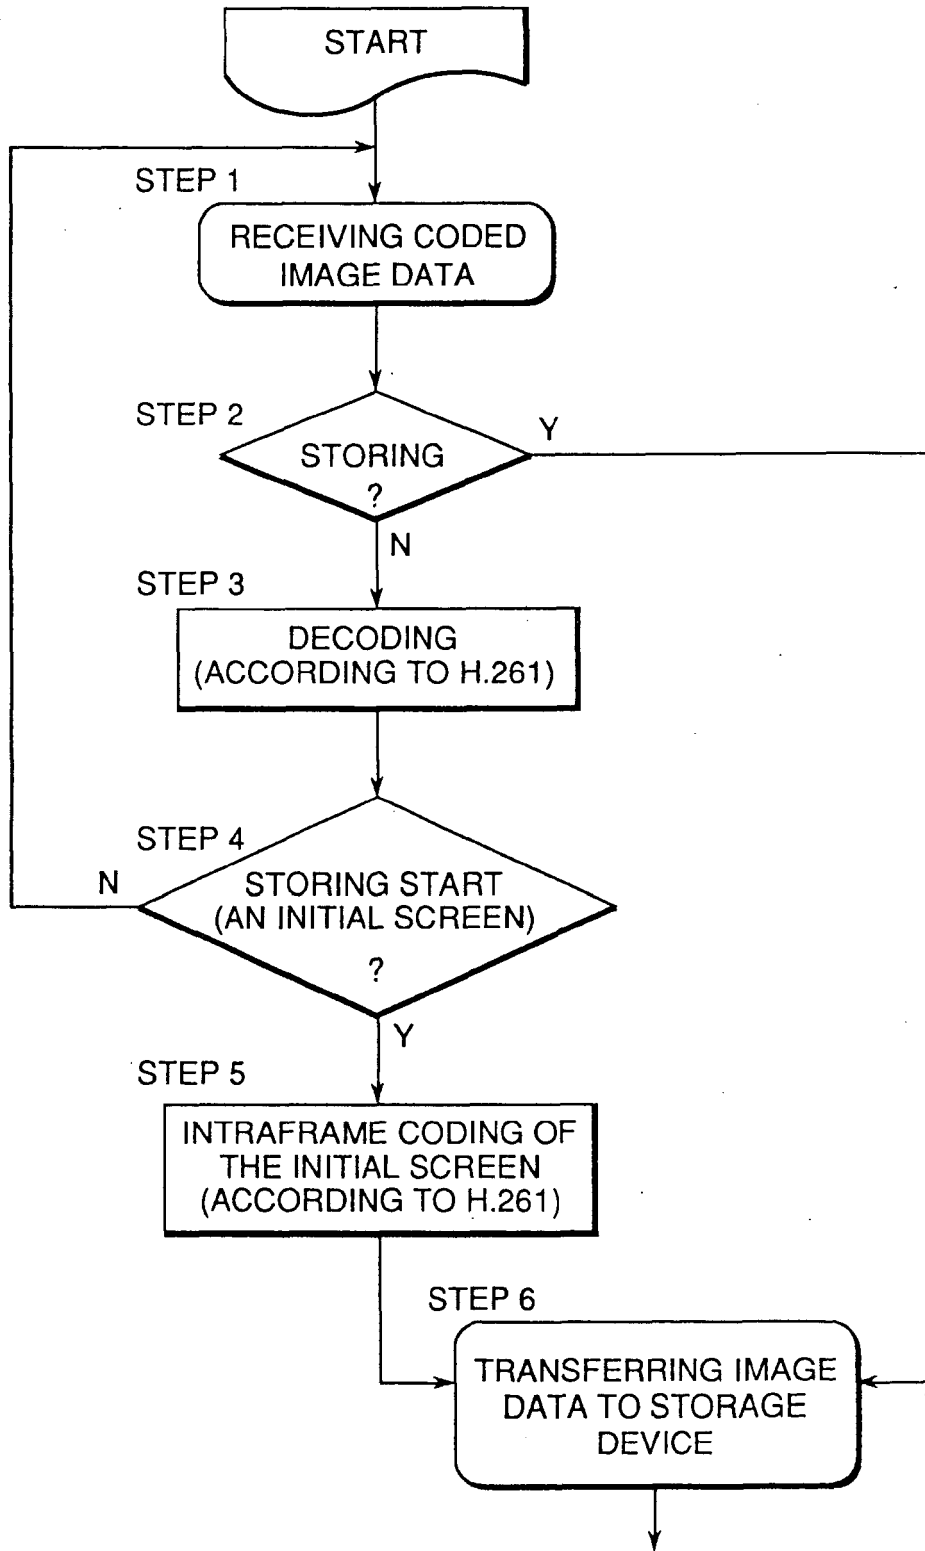 START
STEP 1
RECEIVING CODED
IMAGE DATA
STEP 2
Y
STORING
?
N
STEP 3
DECODING
(ACCORDING TO H.261)
STEP 4
N
STORING START
(AN INITIAL SCREEN)
?
Y
STEP 5
INTRAFRAME CODING OF
THE INITIAL SCREEN
(ACCORDING TO H.261)
STEP 6
TRANSFERRING IMAGE
DATA TO STORAGE
DEVICE